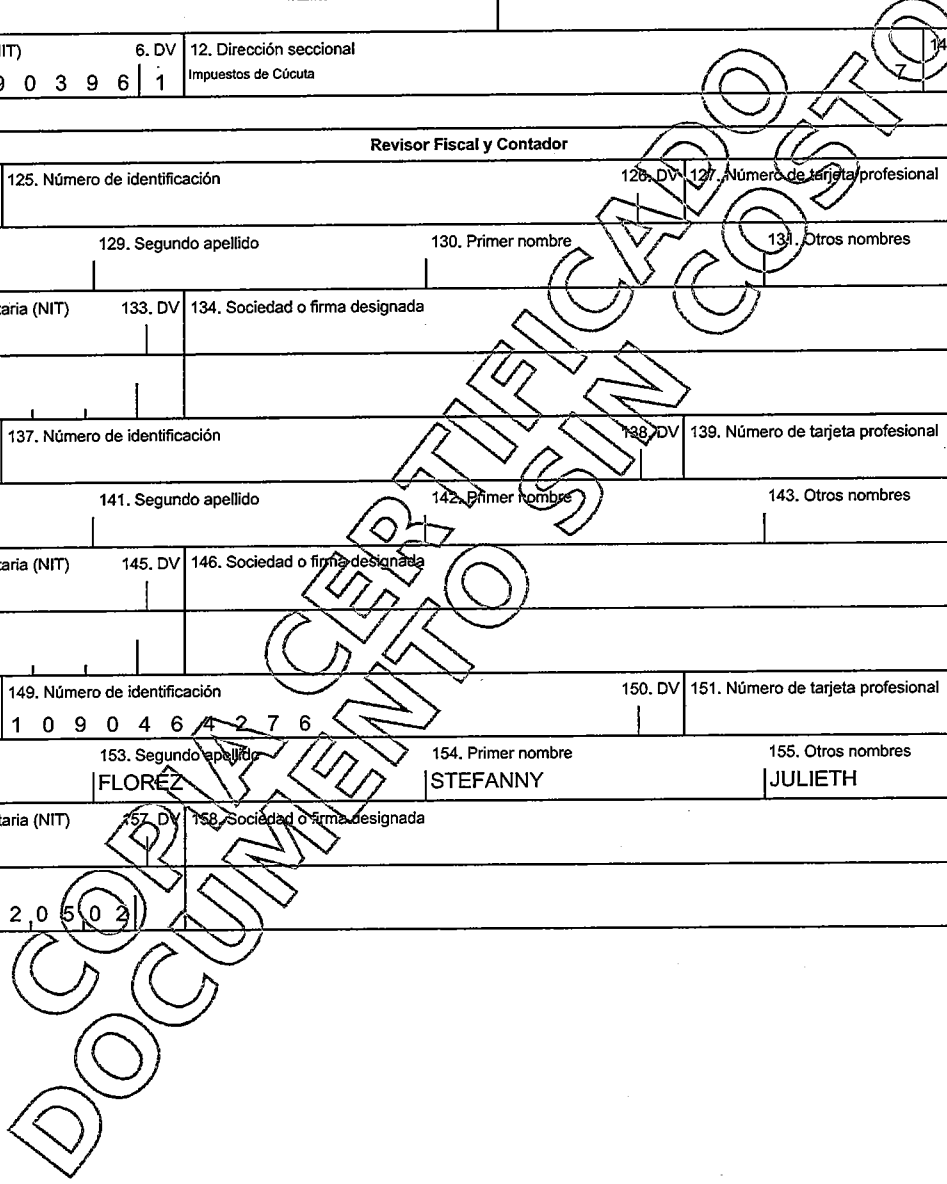 IIT) 6. DV 12. Dirección seccional 14
9 0 3 9 6 1 Impuestos de Cúcuta 7
Revisor Fiscal y Contador
125. Número de identificación 126. DV 127. Número de tarjeta profesional
129. Segundo apellido 130. Primer nombre 131. Otros nombres
taria (NIT) 133. DV 134. Sociedad o firma designada
137. Número de identificación 138. DV 139. Número de tarjeta profesional
141. Segundo apellido 142. Primer nombre 143. Otros nombres
taria (NIT) 145. DV 146. Sociedad o firma designada
149. Número de identificación 150. DV 151. Número de tarjeta profesional
1 0 9 0 4 6 4 2 7 6
153. Segundo apellido 154. Primer nombre 155. Otros nombres
FLOREZ STEFANNY JULIETH
taria (NIT) 157. DV 158. Sociedad o firma designada
2 0 5 0 2
COPIA CERTIFICADO
DOCUMENTO SIN COSTO